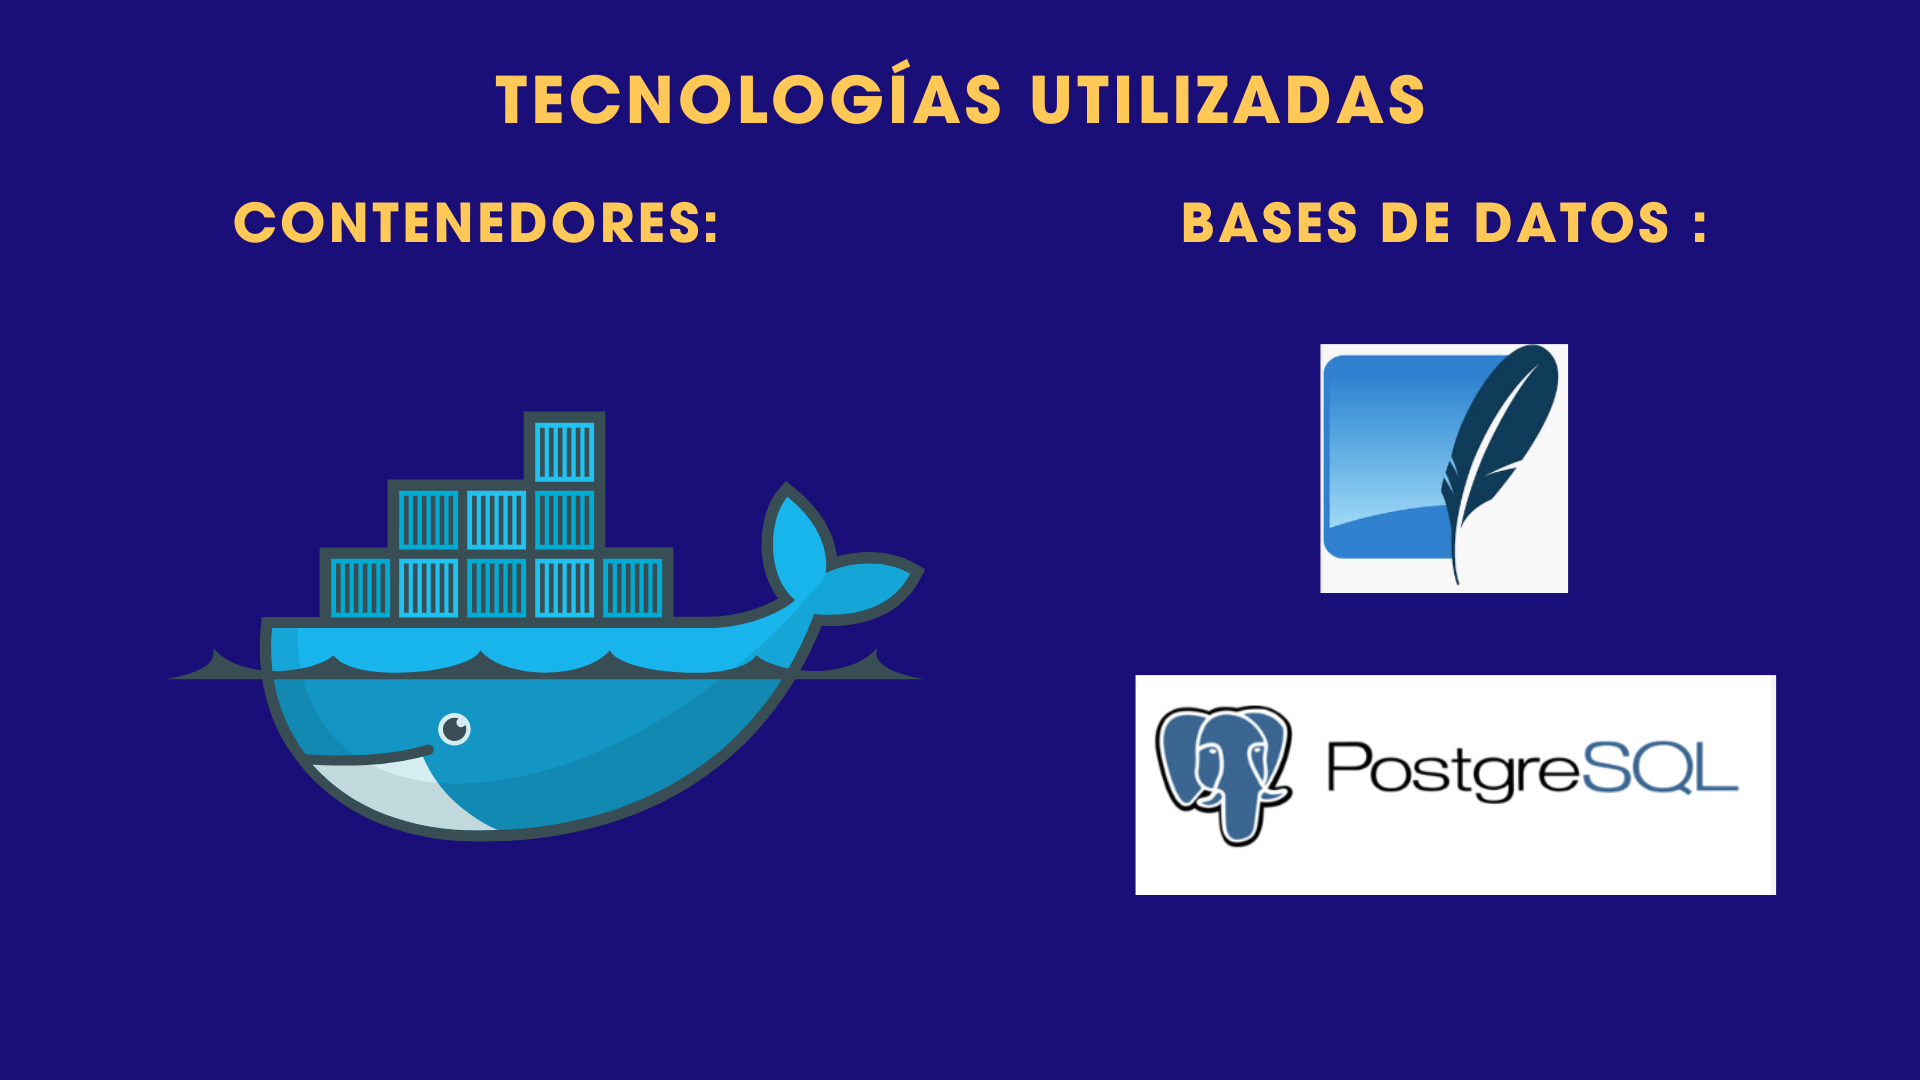 TECNOLOGÍAS UTILIZADAS
CONTENEDORES:
BASES DE DATOS :
PostgreSQL